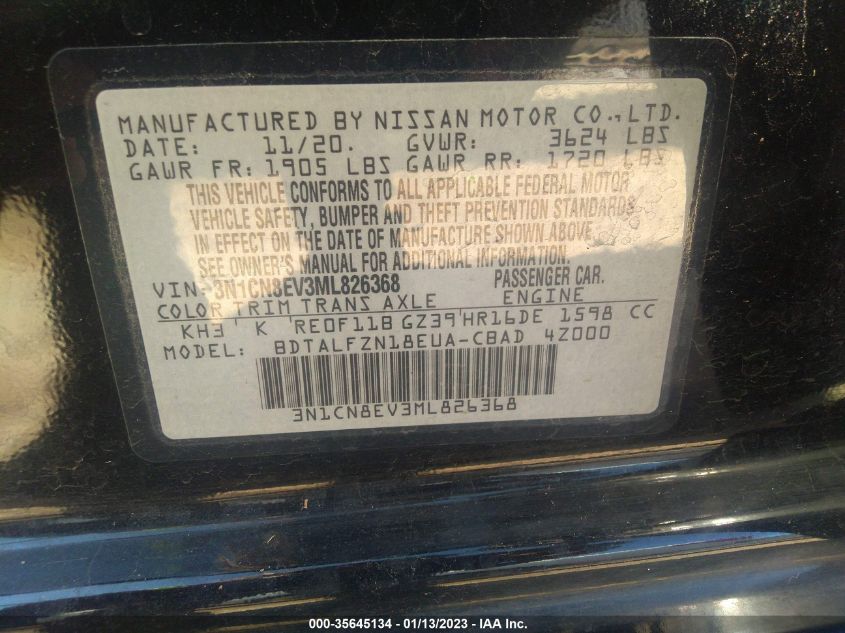 MANUFACTURED BY NISSAN MOTOR CO., LTD.
DATE: 11/20. GVWR: 3624 LBS
GAWR FR: 1905 LBS GAWR RR: 1720 LBS
THIS VEHICLE CONFORMS TO ALL APPLICABLE FEDERAL MOTOR
VEHICLE SAFETY, BUMPER AND THEFT PREVENTION STANDARDS
IN EFFECT ON THE DATE OF MANUFACTURE SHOWN ABOVE.
SEE OWNER'S MANUAL FOR ADDITIONAL INFORMATION.
VIN-3N1CN8EV3ML826368 PASSENGER CAR.
COLOR TRIM TRANS AXLE ENGINE
KH3 K RE0F11B GZ39 HR16DE 1598 CC
MODEL: BDTALFZN18EUA-CBAD 4Z000
3N1CN8EV3ML826368
000-35645134 - 01/13/2023 - IAA Inc.